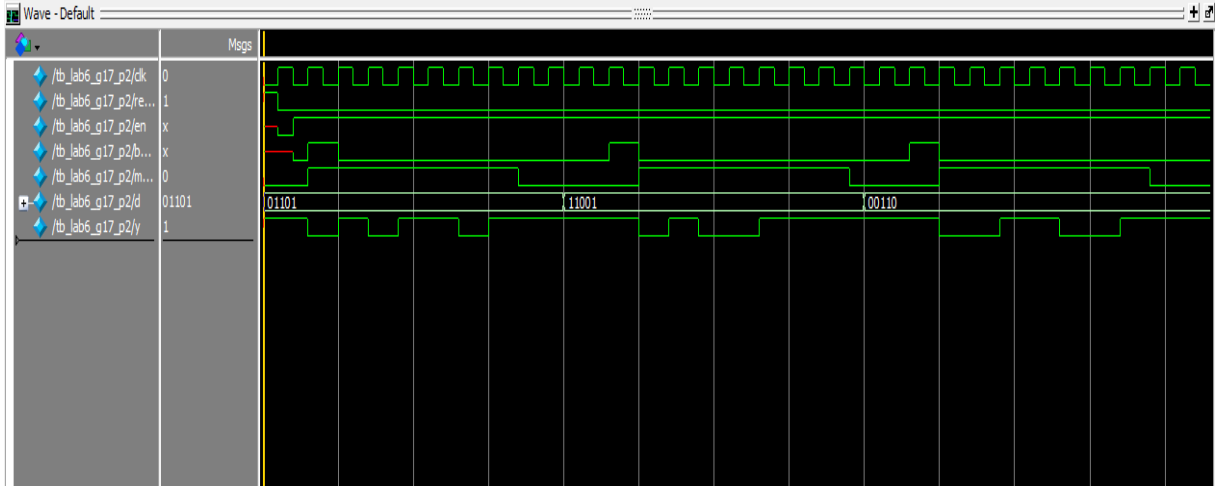 Wave - Default
Msgs
/tb_lab6_g17_p2/clk 0
/tb_lab6_g17_p2/re... 1
/tb_lab6_g17_p2/en x
/tb_lab6_g17_p2/b... x
/tb_lab6_g17_p2/m... 0
/tb_lab6_g17_p2/d 01101 01101 11001 00110
/tb_lab6_g17_p2/y 1